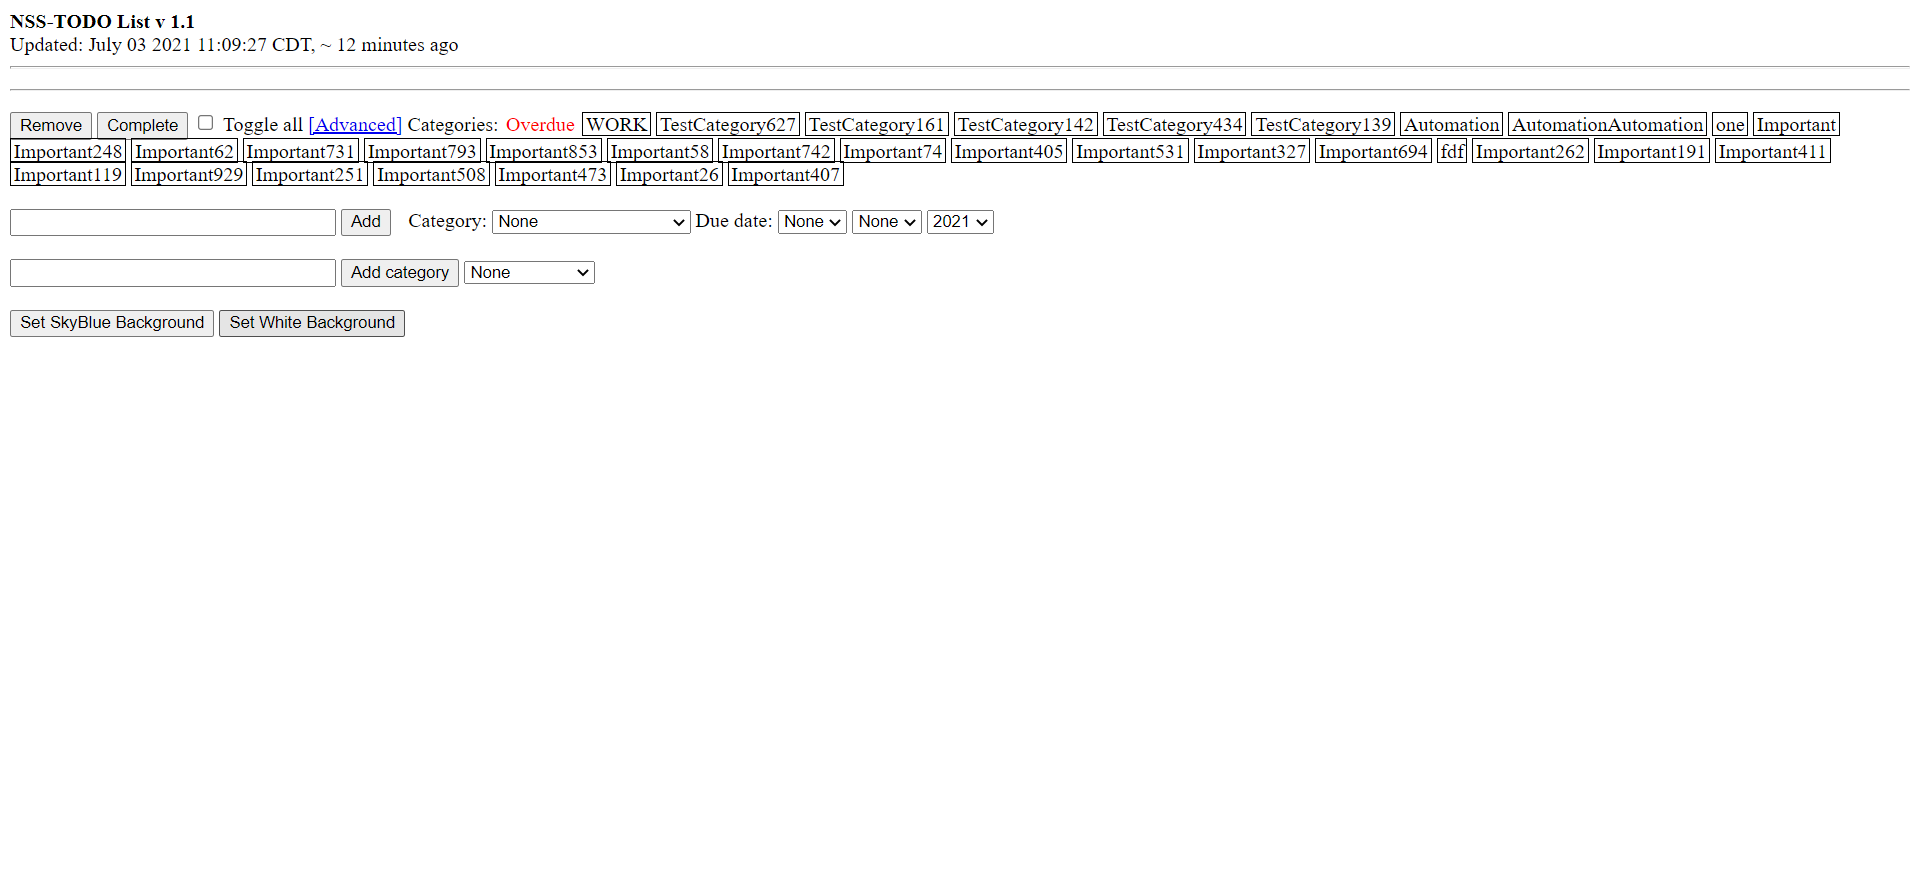 NSS-TODO List v 1.1
Updated: July 03 2021 11:09:27 CDT, ~ 12 minutes ago
Remove Complete Toggle all [Advanced] Categories: Overdue WORK TestCategory627 TestCategory161 TestCategory142 TestCategory434 TestCategory139 Automation AutomationAutomation one Important
Important248 Important62 Important731 Important793 Important853 Important58 Important742 Important74 Important405 Important531 Important327 Important694 fdf Important262 Important191 Important411
Important119 Important929 Important251 Important508 Important473 Important26 Important407
Add Category: None Due date: None None 2021
Add category None
Set SkyBlue Background Set White Background